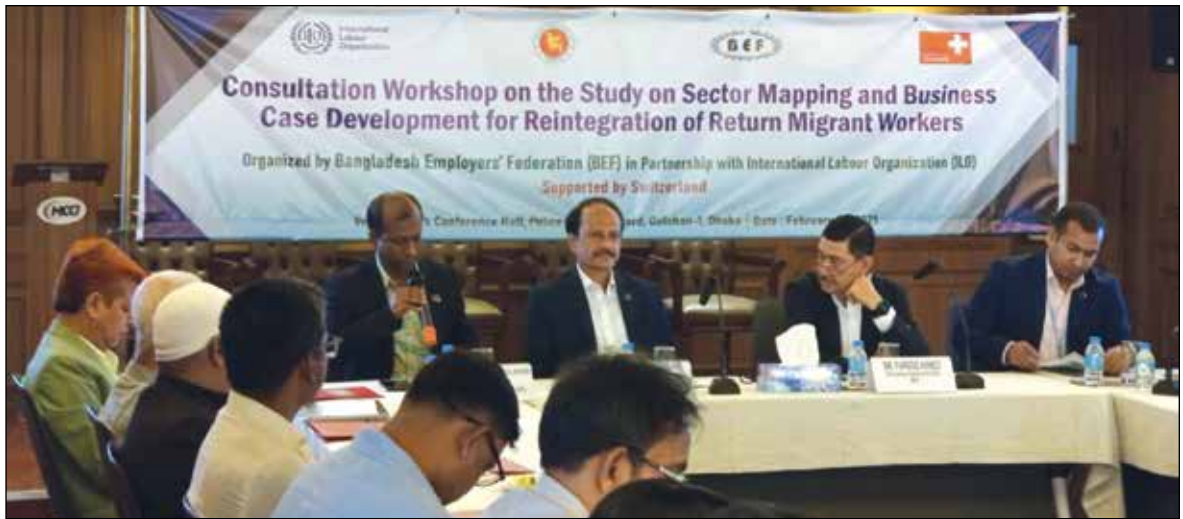 International
Labour
Organization
BEF
Consultation Workshop on the Study on Sector Mapping and Business
Case Development for Reintegration of Return Migrant Workers
Organized by Bangladesh Employers' Federation (BEF) in Partnership with International Labour Organization (ILO)
Supported by Switzerland
Conference Hall, Gulshan-1, Dhaka | Date : February